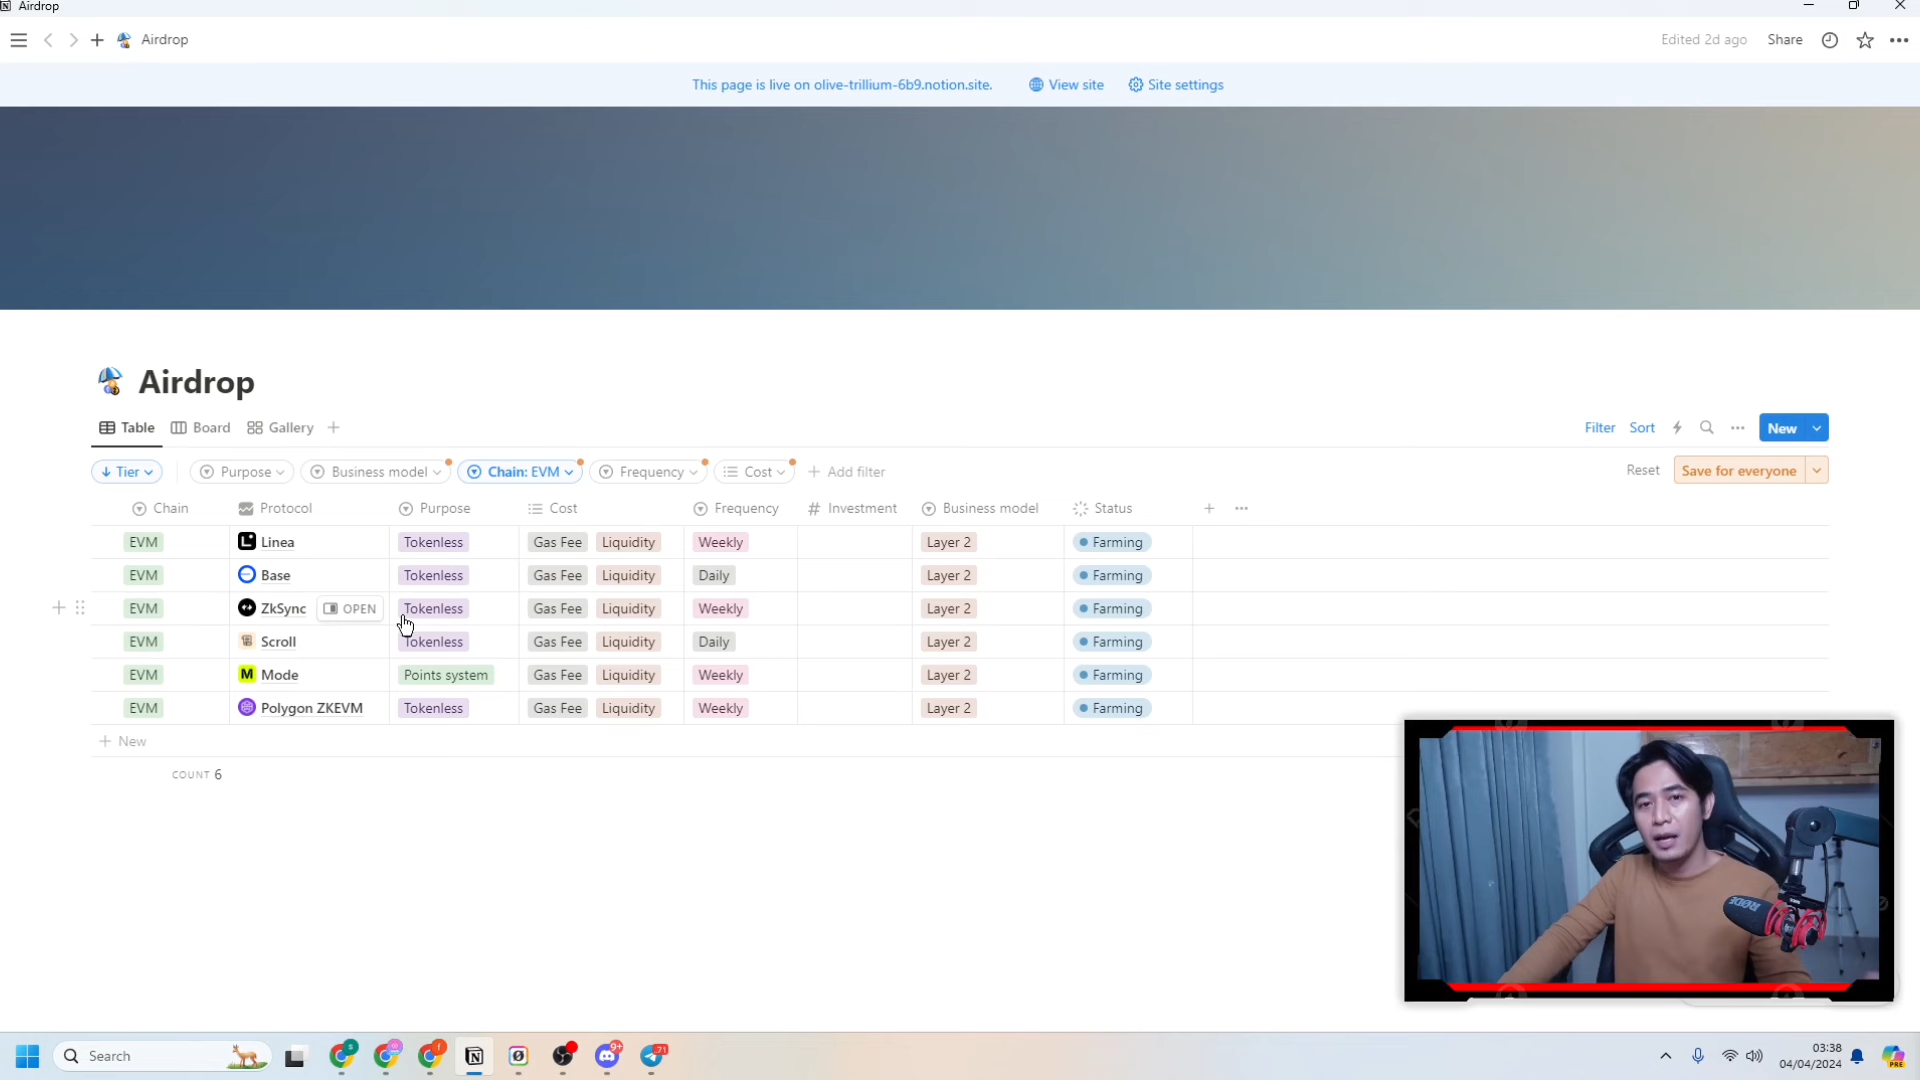 Airdrop
Airdrop Edited 2d ago Share
This page is live on olive-trillium-6b9.notion.site. View site Site settings
Airdrop
Table Board Gallery Filter Sort New
Tier Purpose Business model Chain: EVM Frequency Cost Add filter Reset Save for everyone
Chain Protocol Purpose Cost Frequency # Investment Business model Status
EVM Linea Tokenless Gas Fee Liquidity Weekly Layer 2 Farming
EVM Base Tokenless Gas Fee Liquidity Daily Layer 2 Farming
EVM ZkSync OPEN Tokenless Gas Fee Liquidity Weekly Layer 2 Farming
EVM Scroll Tokenless Gas Fee Liquidity Daily Layer 2 Farming
EVM M Mode Points system Gas Fee Liquidity Weekly Layer 2 Farming
EVM Polygon ZKEVM Tokenless Gas Fee Liquidity Weekly Layer 2 Farming
+ New
COUNT 6
RØDE
Search 9+ 71 03:38
04/04/2024 PRE